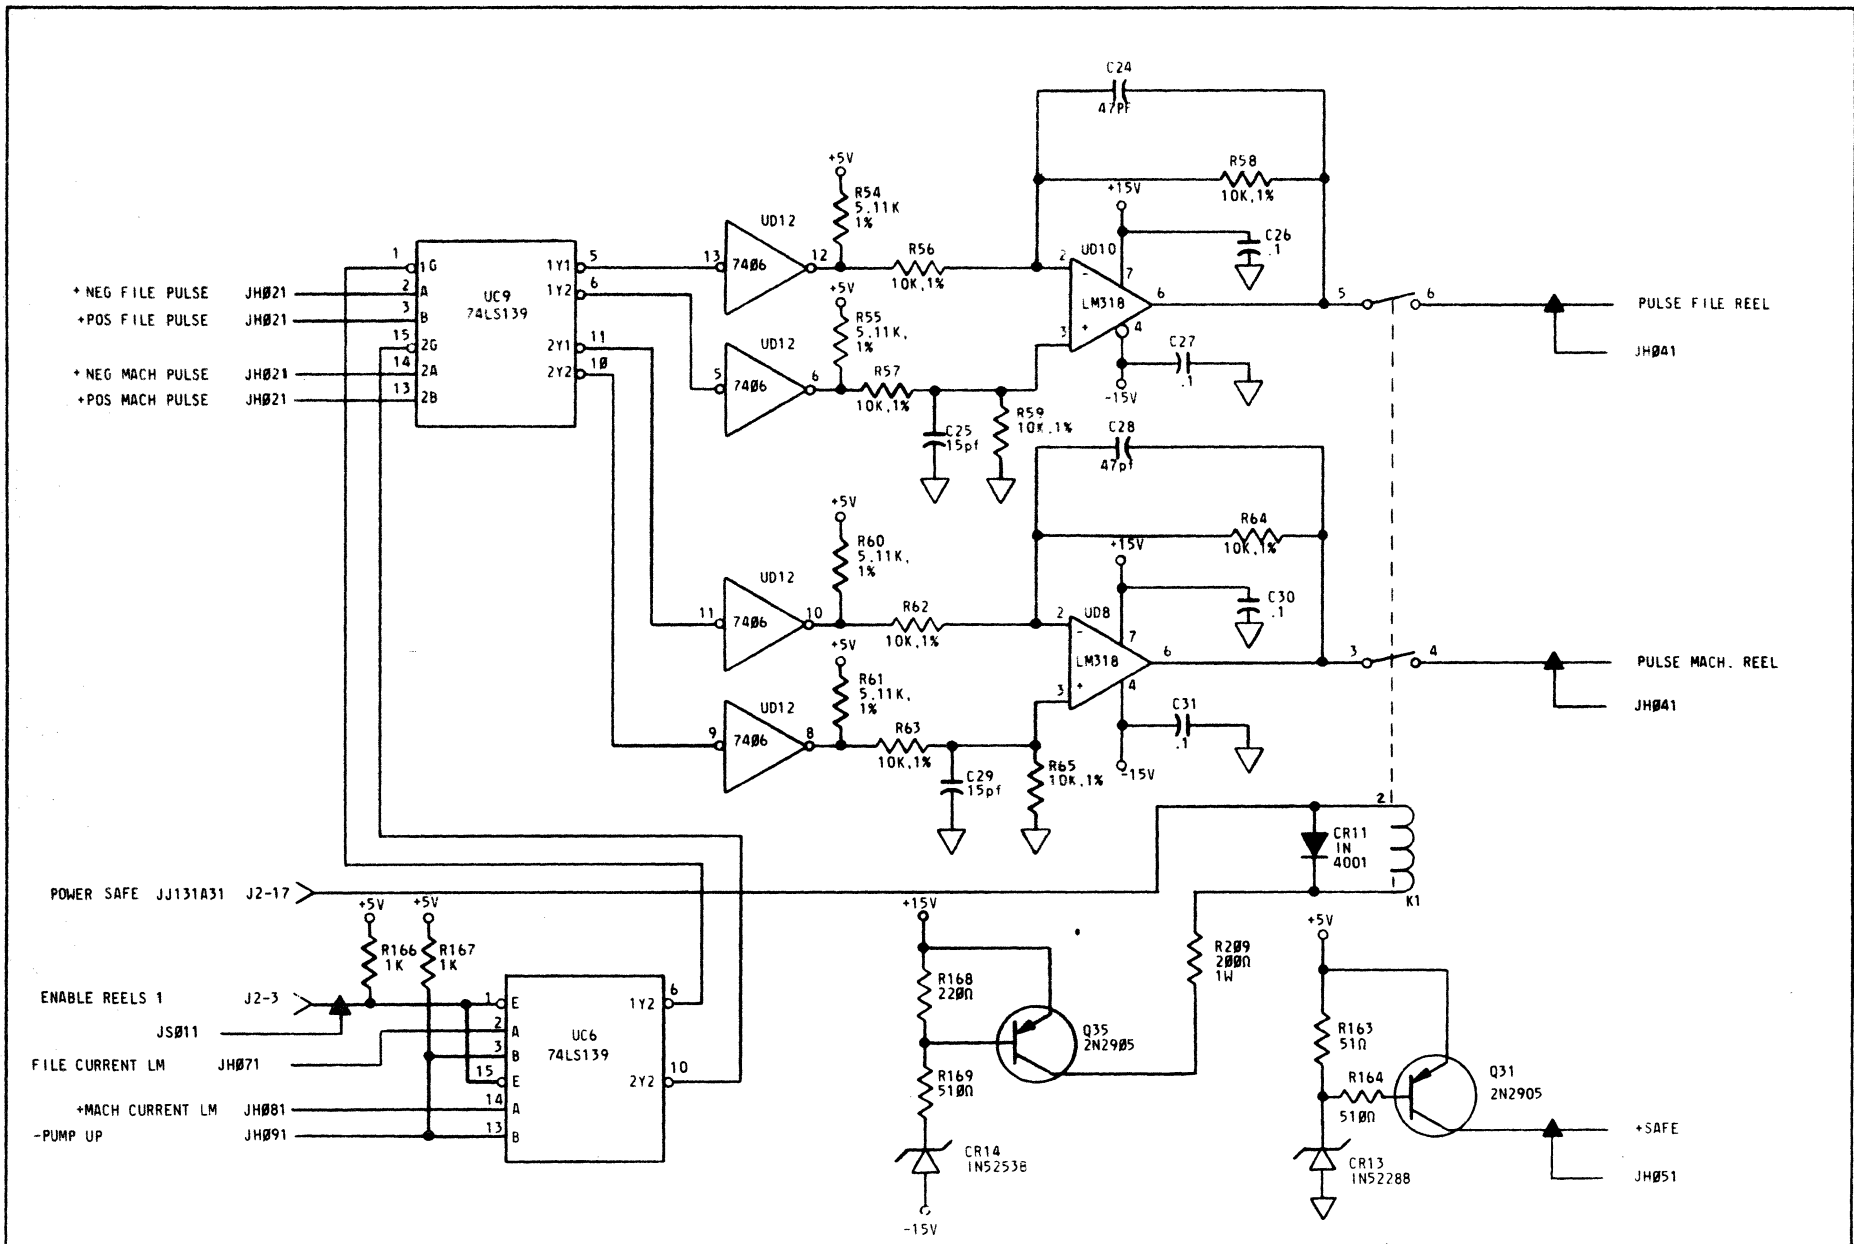 C24
47PF
+5V
R54
5.11K
1%
R58
10K,1%
+15V
UD12
13
7406
12
R56
10K,1%
C26
.1
UD10
2
-
7
LM318
6
3
+
4
5
6
PULSE FILE REEL
JHØ41
1
1G
1Y1
5
+ NEG FILE PULSE JHØ21
2
A
1Y2
6
+POS FILE PULSE JHØ21
3
B
UC9
74LS139
15
2G
2Y1
11
+ NEG MACH PULSE JHØ21
14
2A
2Y2
10
+POS MACH PULSE JHØ21
13
2B
+5V
R55
5.11K,
1%
UD12
5
7406
6
R57
10K,1%
C27
.1
-15V
C25
15pf
R59
10K,1%
C28
47pf
+5V
R60
5.11K,
1%
R64
10K,1%
+15V
UD12
11
7406
10
R62
10K,1%
C30
.1
UD8
2
-
7
LM318
6
3
+
4
3
4
PULSE MACH. REEL
JHØ41
+5V
R61
5.11K,
1%
UD12
9
7406
8
R63
10K,1%
C31
.1
-15V
C29
15pf
R65
10K,1%
2
CR11
IN
4001
K1
POWER SAFE JJ131A31 J2-17
+5V
+5V
R166
1K
R167
1K
+15V
R168
220Ω
R209
200Ω
1W
+5V
ENABLE REELS 1 J2-3
JSØ11
1
E
1Y2
6
FILE CURRENT LM JHØ71
2
A
3
B
UC6
74LS139
15
E
2Y2
10
+MACH CURRENT LM JHØ81
14
A
-PUMP UP JHØ91
13
B
Q35
2N29Ø5
R169
510Ω
CR14
IN5253B
-15V
R163
51Ω
R164
510Ω
Q31
2N2905
CR13
IN5228B
+SAFE
JHØ51